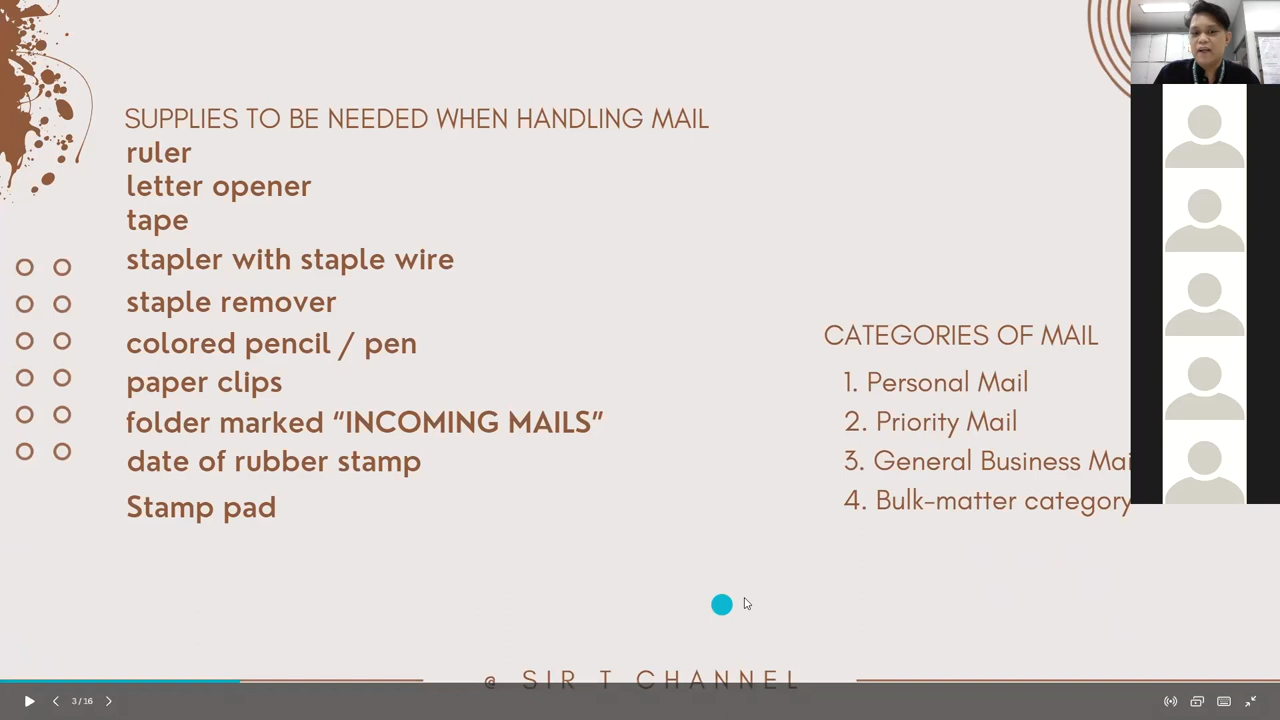 SUPPLIES TO BE NEEDED WHEN HANDLING MAIL
ruler
letter opener
tape
stapler with staple wire
staple remover
colored pencil / pen
paper clips
folder marked “INCOMING MAILS”
date of rubber stamp
Stamp pad
CATEGORIES OF MAIL
1. Personal Mail
2. Priority Mail
3. General Business Mai
4. Bulk-matter category
@ SIR T CHANNEL
3 / 16